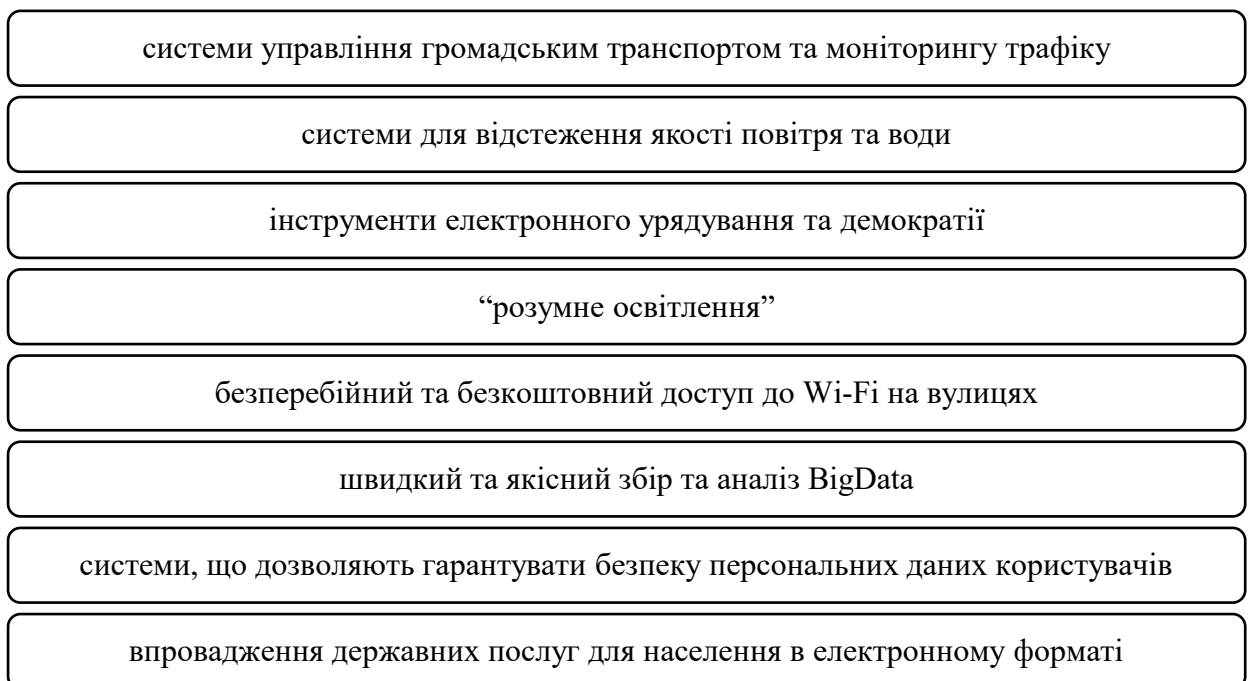 системи управління громадським транспортом та моніторингу трафіку
системи для відстеження якості повітря та води
інструменти електронного урядування та демократії
“розумне освітлення”
безперебійний та безкоштовний доступ до Wi-Fi на вулицях
швидкий та якісний збір та аналіз BigData
системи, що дозволяють гарантувати безпеку персональних даних користувачів
впровадження державних послуг для населення в електронному форматі